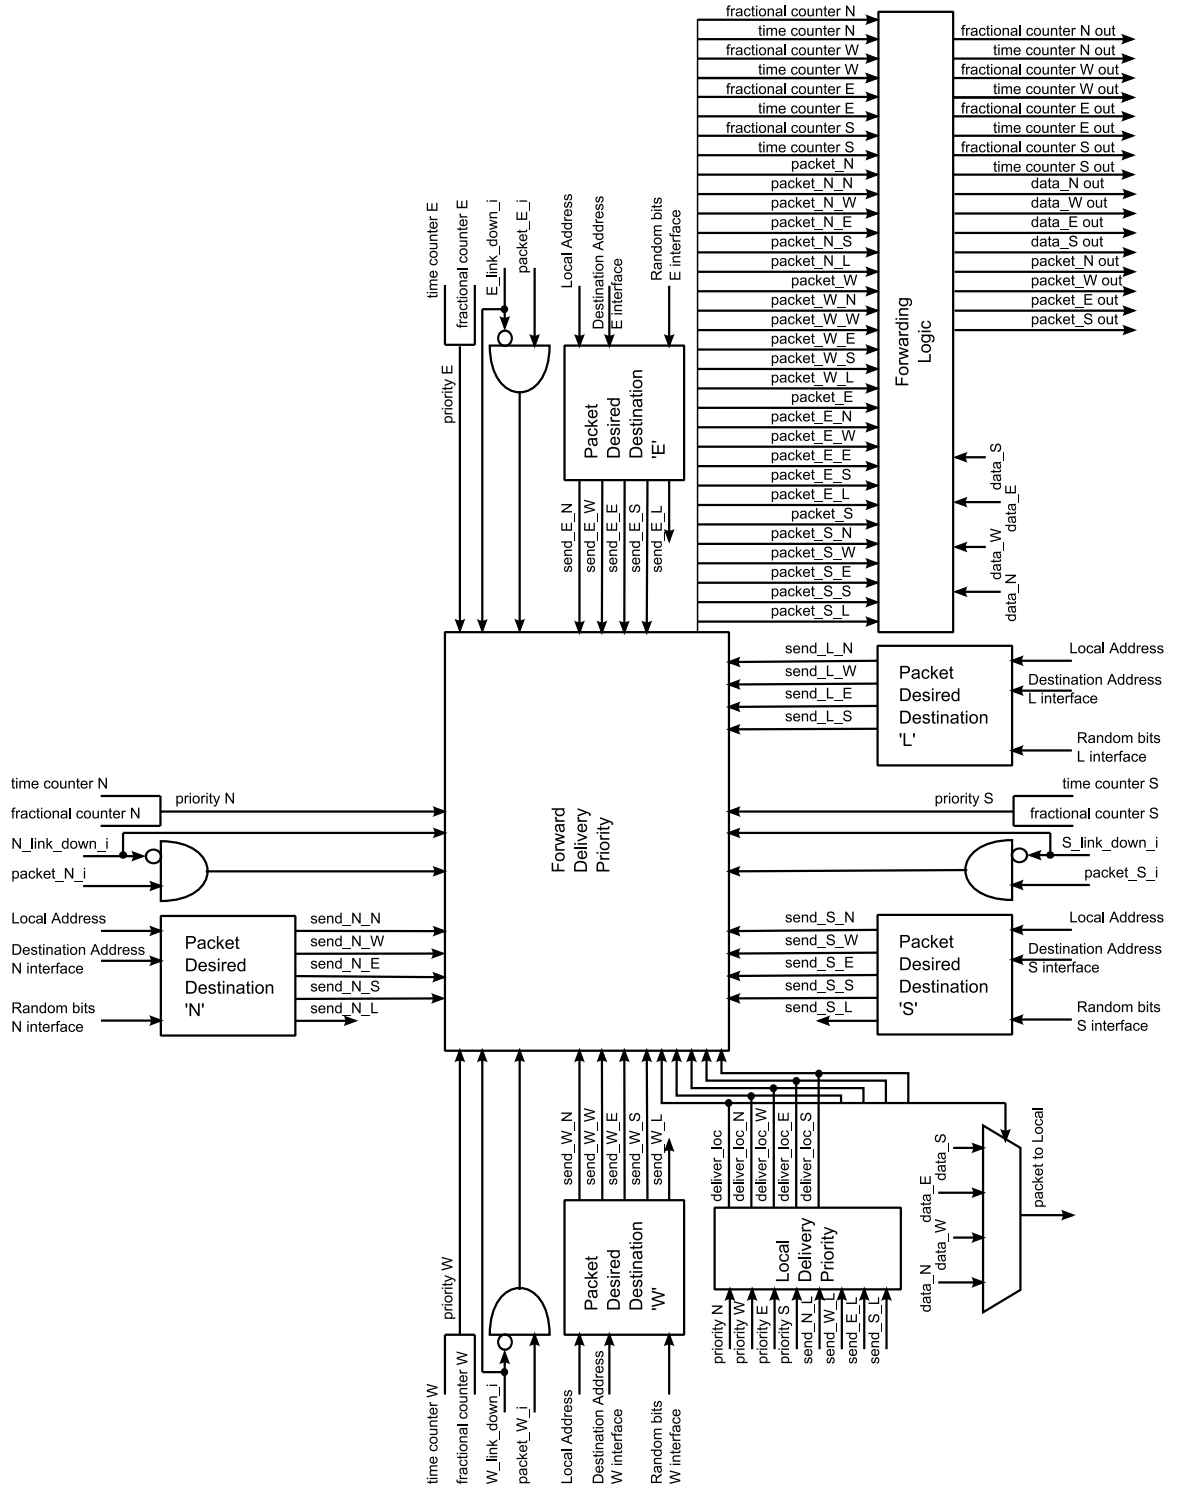 fractional counter N
time counter N
fractional counter W
time counter W
fractional counter E
time counter E
fractional counter S
time counter S
packet_N
packet_N_N
packet_N_W
packet_N_E
packet_N_S
packet_N_L
packet_W
packet_W_N
packet_W_W
packet_W_E
packet_W_S
packet_W_L
packet_E
packet_E_N
packet_E_W
packet_E_E
packet_E_S
packet_E_L
packet_S
packet_S_N
packet_S_W
packet_S_E
packet_S_S
packet_S_L
Forwarding
Logic
fractional counter N out
time counter N out
fractional counter W out
time counter W out
fractional counter E out
time counter E out
fractional counter S out
time counter S out
data_N out
data_W out
data_E out
data_S out
packet_N out
packet_W out
packet_E out
packet_S out
data_S
data_E
data_W
data_N
time counter E
fractional counter E
E_link_down_i
packet_E_i
Local Address
Destination Address
E interface
Random bits
E interface
priority E
Packet
Desired
Destination
'E'
send_E_N
send_E_W
send_E_E
send_E_S
send_E_L
send_L_N
send_L_W
send_L_E
send_L_S
Packet
Desired
Destination
'L'
Local Address
Destination Address
L interface
Random bits
L interface
time counter N
fractional counter N
priority N
N_link_down_i
packet_N_i
Local Address
Destination Address
N interface
Random bits
N interface
Packet
Desired
Destination
'N'
send_N_N
send_N_W
send_N_E
send_N_S
send_N_L
Forward
Delivery
Priority
time counter S
priority S
fractional counter S
S_link_down_i
packet_S_i
send_S_N
send_S_W
send_S_E
send_S_S
send_S_L
Packet
Desired
Destination
'S'
Local Address
Destination Address
S interface
Random bits
S interface
send_W_N
send_W_W
send_W_E
send_W_S
send_W_L
Packet
Desired
Destination
'W'
priority W
time counter W
fractional counter W
W_link_down_i
packet_W_i
Local Address
Destination Address
W interface
Random bits
W interface
deliver_loc
deliver_loc_N
deliver_loc_W
deliver_loc_E
deliver_loc_S
Local
Delivery
Priority
priority N
priority W
priority E
priority S
send_N_L
send_W_L
send_E_L
send_S_L
data_S
data_E
data_W
data_N
packet to Local